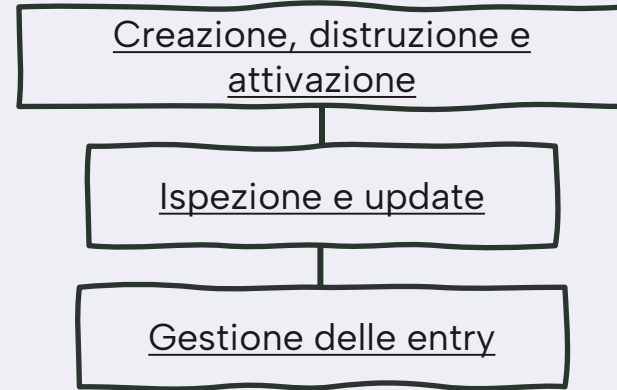 Creazione, distruzione e
attivazione
Ispezione e update
Gestione delle entry